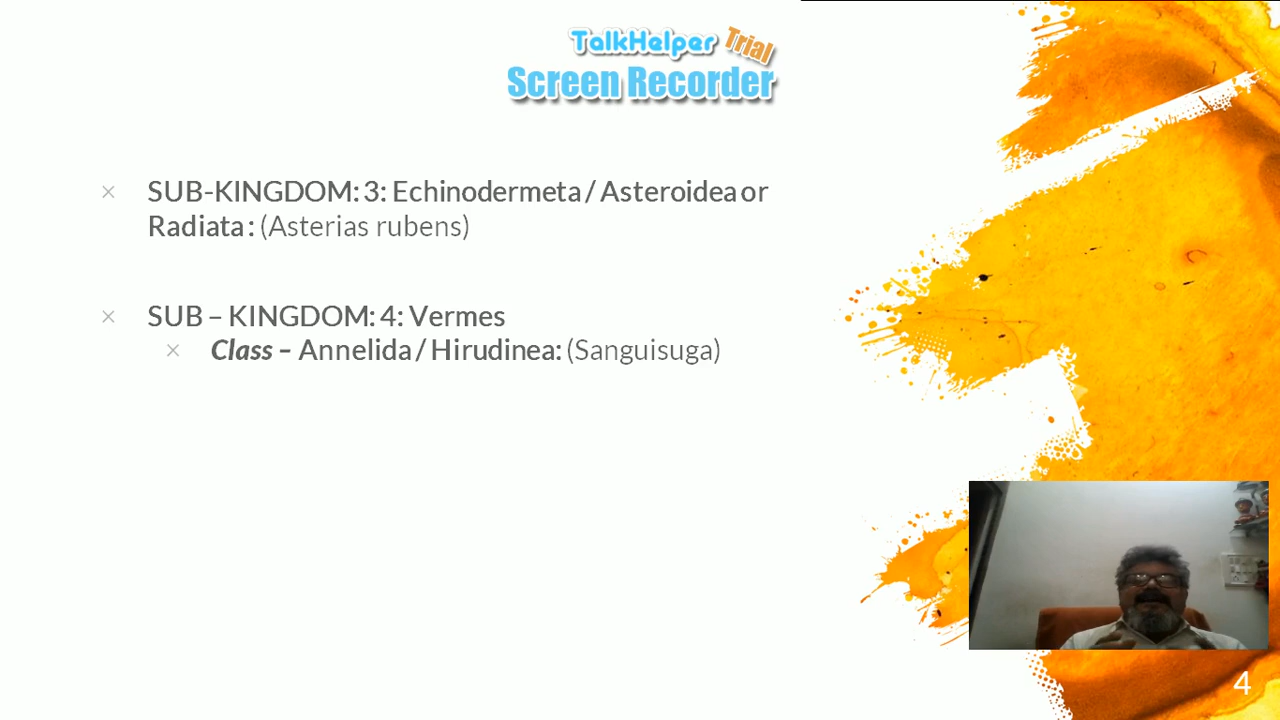 TalkHelper Trial
Screen Recorder
× SUB-KINGDOM: 3: Echinodermeta / Asteroidea or
Radiata : (Asterias rubens)
× SUB – KINGDOM: 4: Vermes
× Class – Annelida / Hirudinea: (Sanguisuga)
4